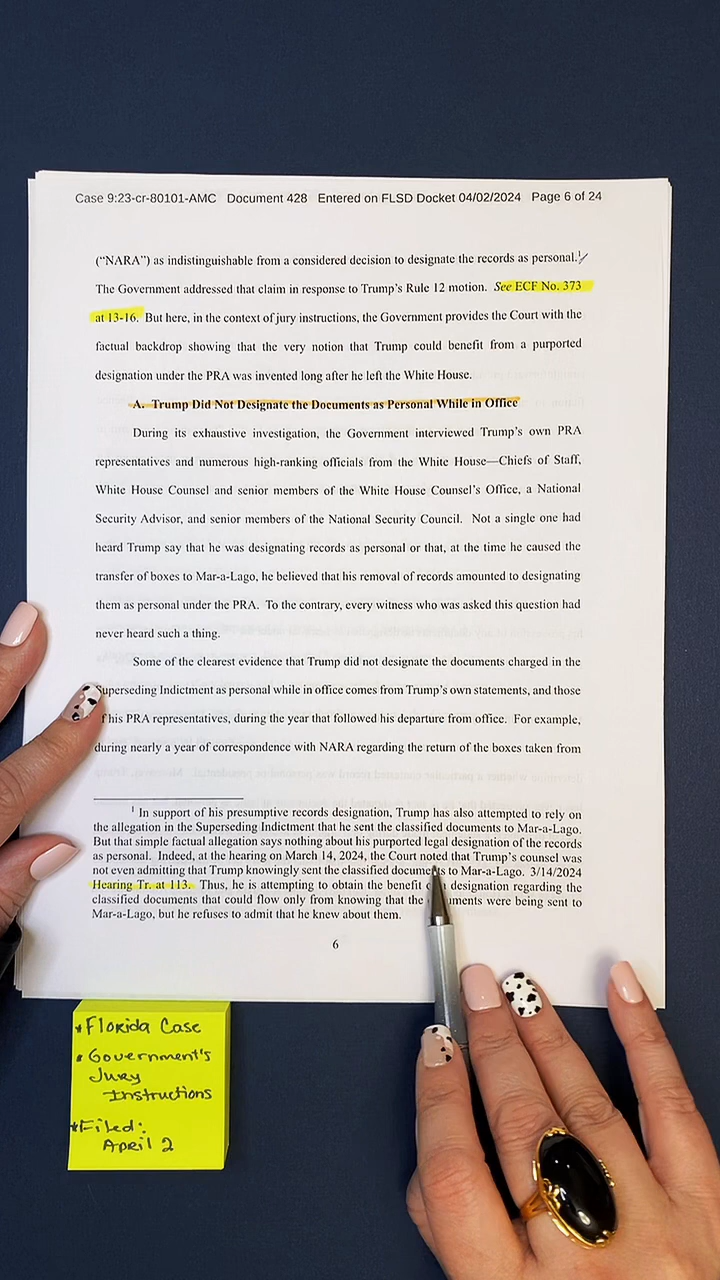 Case 9:23-cr-80101-AMC Document 428 Entered on FLSD Docket 04/02/2024 Page 6 of 24
("NARA") as indistinguishable from a considered decision to designate the records as personal.1
The Government addressed that claim in response to Trump's Rule 12 motion. See ECF No. 373
at 13-16. But here, in the context of jury instructions, the Government provides the Court with the
factual backdrop showing that the very notion that Trump could benefit from a purported
designation under the PRA was invented long after he left the White House.
A. Trump Did Not Designate the Documents as Personal While in Office
During its exhaustive investigation, the Government interviewed Trump's own PRA
representatives and numerous high-ranking officials from the White House—Chiefs of Staff,
White House Counsel and senior members of the White House Counsel's Office, a National
Security Advisor, and senior members of the National Security Council. Not a single one had
heard Trump say that he was designating records as personal or that, at the time he caused the
transfer of boxes to Mar-a-Lago, he believed that his removal of records amounted to designating
them as personal under the PRA. To the contrary, every witness who was asked this question had
never heard such a thing.
Some of the clearest evidence that Trump did not designate the documents charged in the
Superseding Indictment as personal while in office comes from Trump's own statements, and those
of his PRA representatives, during the year that followed his departure from office. For example,
during nearly a year of correspondence with NARA regarding the return of the boxes taken from
1 In support of his presumptive records designation, Trump has also attempted to rely on
the allegation in the Superseding Indictment that he sent the classified documents to Mar-a-Lago.
But that simple factual allegation says nothing about his purported legal designation of the records
as personal. Indeed, at the hearing on March 14, 2024, the Court noted that Trump's counsel was
not even admitting that Trump knowingly sent the classified documents to Mar-a-Lago. 3/14/2024
Hearing Tr. at 113. Thus, he is attempting to obtain the benefit designation regarding the
classified documents that could flow only from knowing that the documents were being sent to
Mar-a-Lago, but he refuses to admit that he knew about them.
6
*Florida Case
*Government's
Jury
Instructions
*Filed:
April 2